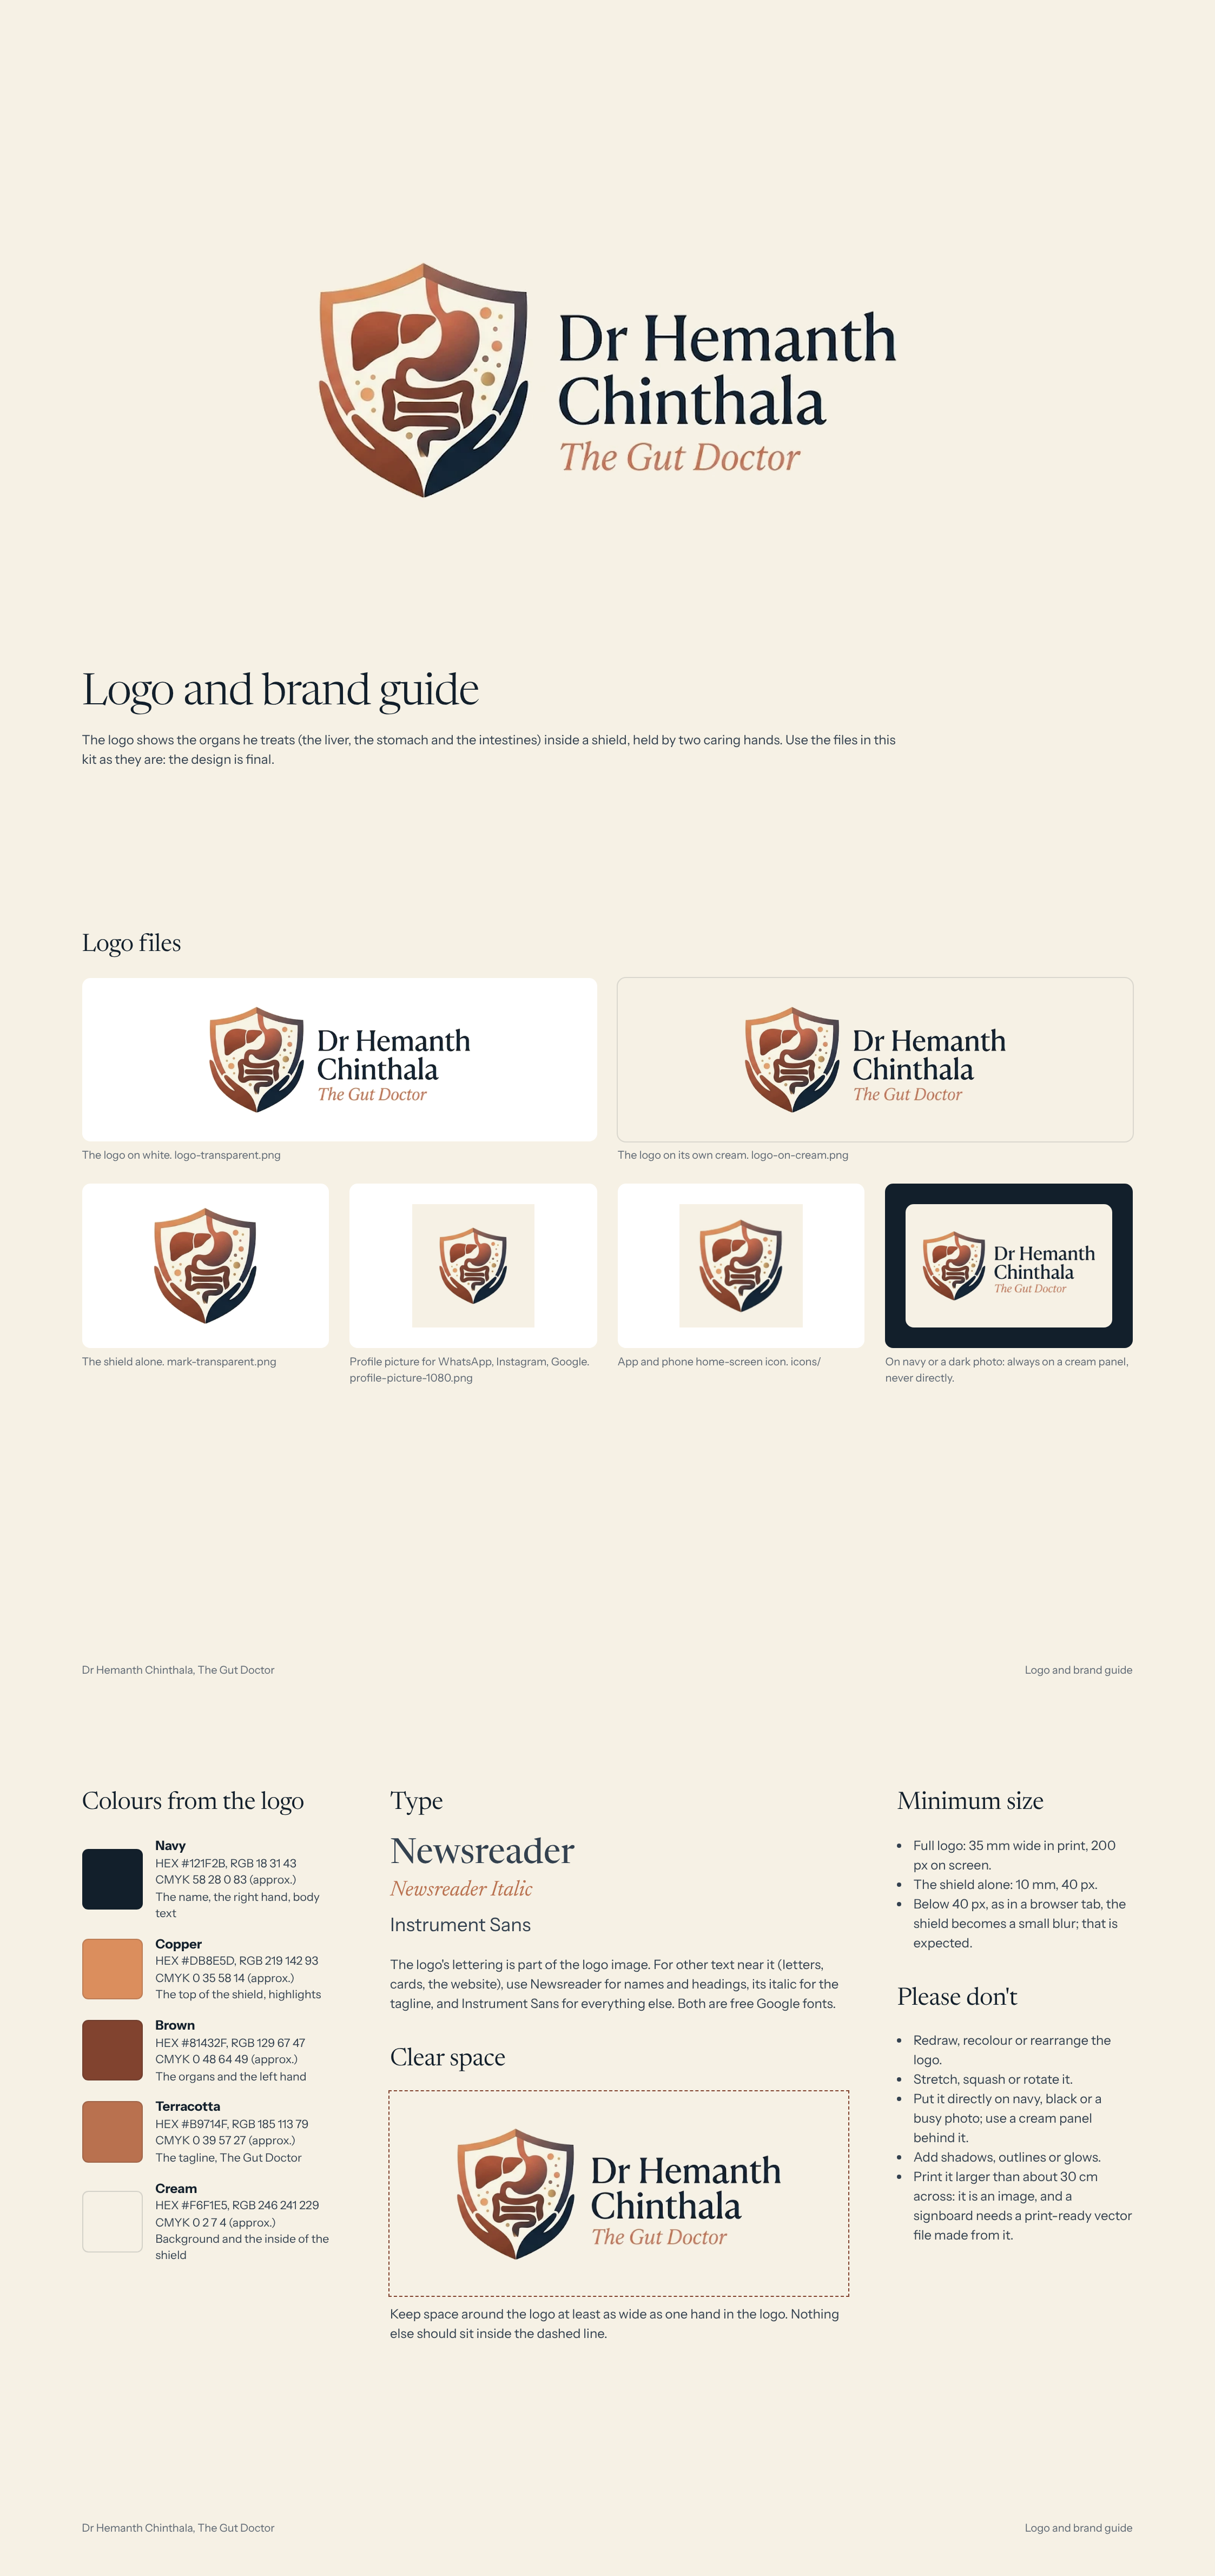 Dr Hemanth
Chinthala
The Gut Doctor
Logo and brand guide
The logo shows the organs he treats (the liver, the stomach and the intestines) inside a shield, held by two caring hands. Use the files in this
kit as they are: the design is final.
Logo files
Dr Hemanth
Chinthala
The Gut Doctor
The logo on white. logo-transparent.png
Dr Hemanth
Chinthala
The Gut Doctor
The logo on its own cream. logo-on-cream.png
The shield alone. mark-transparent.png
Profile picture for WhatsApp, Instagram, Google.
profile-picture-1080.png
App and phone home-screen icon. icons/
Dr Hemanth
Chinthala
The Gut Doctor
On navy or a dark photo: always on a cream panel,
never directly.
Dr Hemanth Chinthala, The Gut Doctor
Logo and brand guide
Colours from the logo
Navy
HEX #121F2B, RGB 18 31 43
CMYK 58 28 0 83 (approx.)
The name, the right hand, body
text
Copper
HEX #DB8E5D, RGB 219 142 93
CMYK 0 35 58 14 (approx.)
The top of the shield, highlights
Brown
HEX #81432F, RGB 129 67 47
CMYK 0 48 64 49 (approx.)
The organs and the left hand
Terracotta
HEX #B9714F, RGB 185 113 79
CMYK 0 39 57 27 (approx.)
The tagline, The Gut Doctor
Cream
HEX #F6F1E5, RGB 246 241 229
CMYK 0 2 7 4 (approx.)
Background and the inside of the
shield
Type
Newsreader
Newsreader Italic
Instrument Sans
The logo's lettering is part of the logo image. For other text near it (letters,
cards, the website), use Newsreader for names and headings, its italic for the
tagline, and Instrument Sans for everything else. Both are free Google fonts.
Clear space
Dr Hemanth
Chinthala
The Gut Doctor
Keep space around the logo at least as wide as one hand in the logo. Nothing
else should sit inside the dashed line.
Minimum size
• Full logo: 35 mm wide in print, 200
px on screen.
• The shield alone: 10 mm, 40 px.
• Below 40 px, as in a browser tab, the
shield becomes a small blur; that is
expected.
Please don't
• Redraw, recolour or rearrange the
logo.
• Stretch, squash or rotate it.
• Put it directly on navy, black or a
busy photo; use a cream panel
behind it.
• Add shadows, outlines or glows.
• Print it larger than about 30 cm
across: it is an image, and a
signboard needs a print-ready vector
file made from it.
Dr Hemanth Chinthala, The Gut Doctor
Logo and brand guide